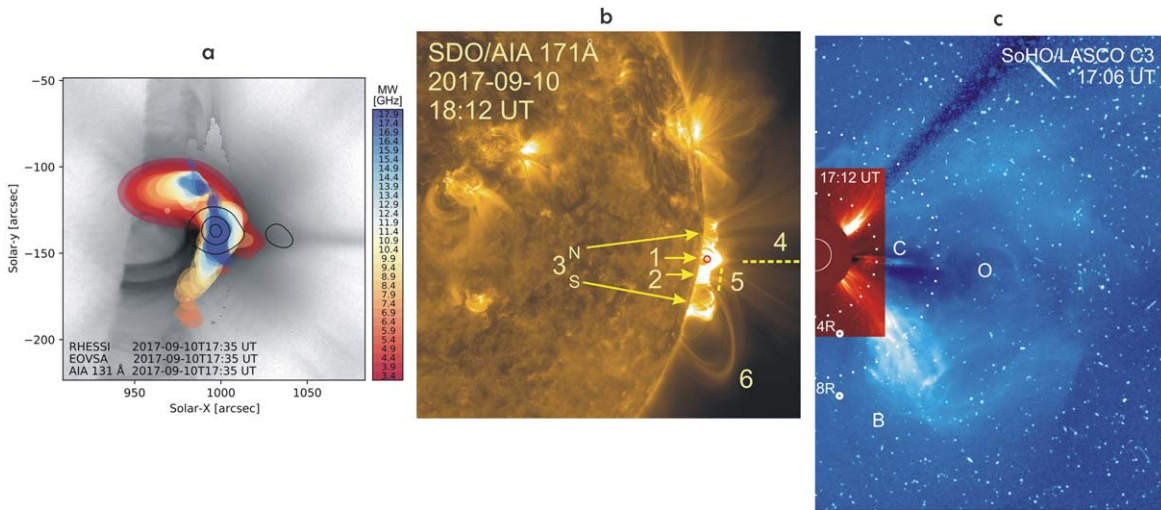 a
−50
−100
−150
−200
Solar-y [arcsec]
950
1000
1050
Solar-X [arcsec]
RHESSI 2017-09-10T17:35 UT
EOVSA 2017-09-10T17:35 UT
AIA 131 Å 2017-09-10T17:35 UT
MW
[GHz]
17.9
17.4
16.9
16.4
15.9
15.4
14.9
14.4
13.9
13.4
12.9
12.4
11.9
11.4
10.9
10.4
9.9
9.4
8.9
8.4
7.9
7.4
6.9
6.4
5.9
5.4
4.9
4.4
3.9
3.4
b
SDO/AIA 171Å
2017-09-10
18:12 UT
N
1
3
2
S
4
5
6
c
SoHO/LASCO C3
17:06 UT
17:12 UT
C
O
4R
8R
B